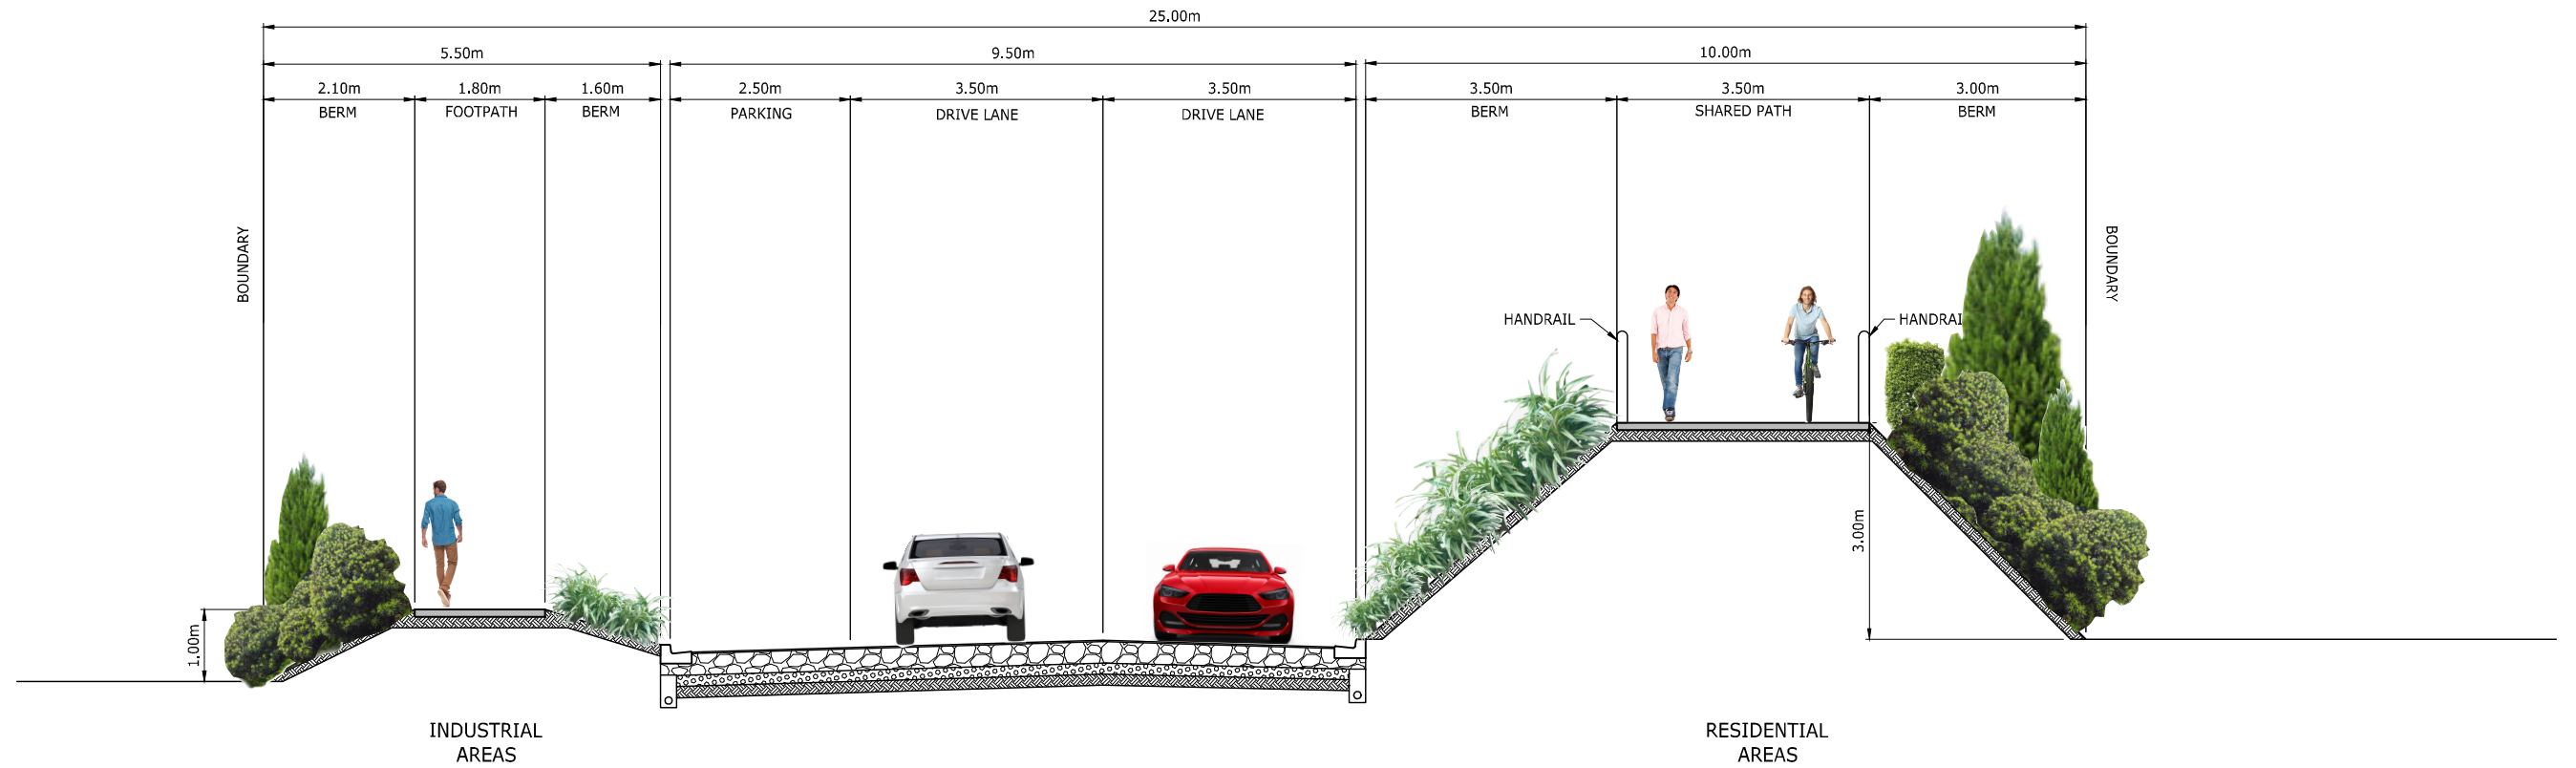 25.00m
5.50m
9.50m
10.00m
2.10m
1.80m
1.60m
2.50m
3.50m
3.50m
3.50m
3.50m
3.00m
BERM
FOOTPATH
BERM
PARKING
DRIVE LANE
DRIVE LANE
BERM
SHARED PATH
BERM
BOUNDARY
BOUNDARY
HANDRAIL
HANDRAI
3.00m
1.00m
INDUSTRIAL
AREAS
RESIDENTIAL
AREAS